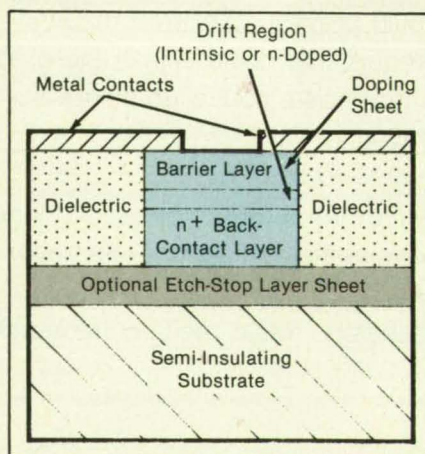 Drift Region
(Intrinsic or n-Doped)
Metal Contacts
Doping
Sheet
Barrier Layer
Dielectric
n+ Back-
Contact Layer
Dielectric
Optional Etch-Stop Layer Sheet
Semi-Insulating
Substrate